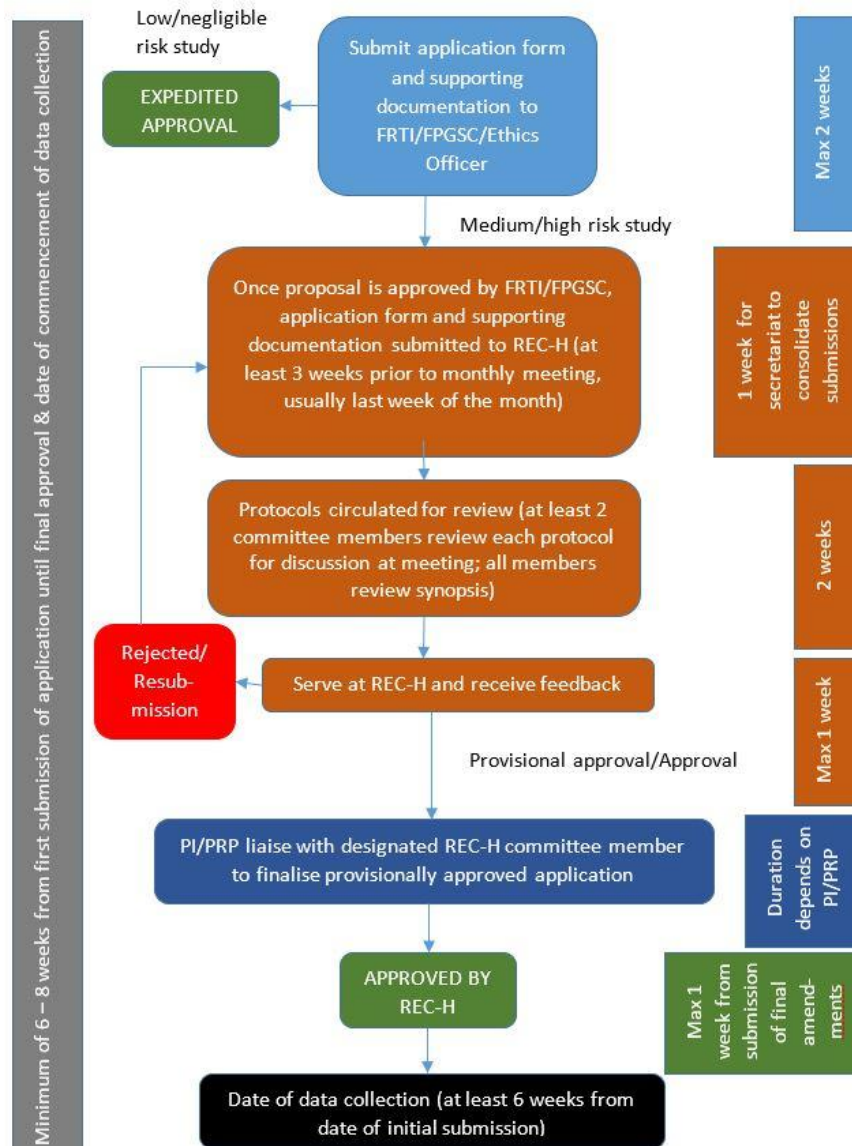 Low/negligible
risk study
EXPEDITED
APPROVAL
Submit application form
and supporting
documentation to
FRTI/FPGSC/Ethics
Officer
Max 2 weeks
Medium/high risk study
Once proposal is approved by FRTI/FPGSC,
application form and supporting
documentation submitted to REC-H (at
least 3 weeks prior to monthly meeting,
usually last week of the month)
1 week for
secretariat to
consolidate
submissions
Protocols circulated for review (at least 2
committee members review each protocol
for discussion at meeting; all members
review synopsis)
2 weeks
Rejected/
Resub-
mission
Serve at REC-H and receive feedback
Max 1 week
Provisional approval/Approval
PI/PRP liaise with designated REC-H committee member
to finalise provisionally approved application
Duration
depends on
PI/PRP
APPROVED BY
REC-H
Max 1
week from
submission
of final
amend-
ments
Date of data collection (at least 6 weeks from
date of initial submission)
Minimum of 6 – 8 weeks from first submission of application until final approval & date of commencement of data collection